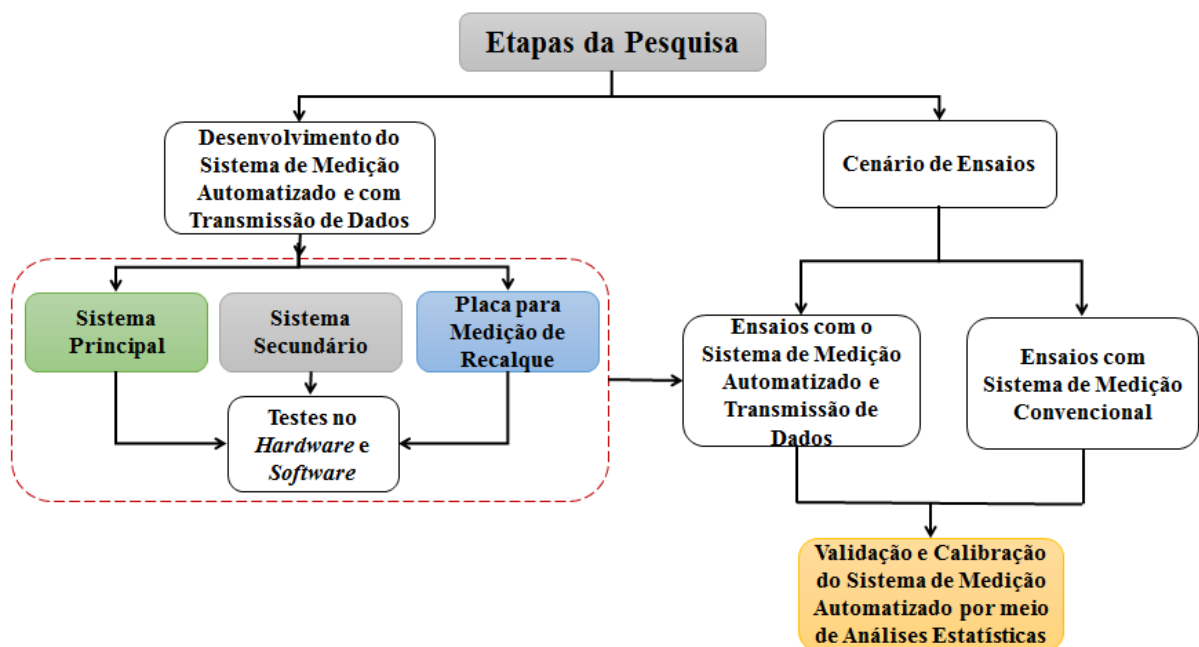 Etapas da Pesquisa
Desenvolvimento do
Sistema de Medição
Automatizado e com
Transmissão de Dados
Cenário de Ensaios
Sistema
Principal
Sistema
Secundário
Placa para
Medição de
Recalque
Testes no
Hardware e
Software
Ensaios com o
Sistema de Medição
Automatizado e
Transmissão de
Dados
Ensaios com
Sistema de Medição
Convencional
Validação e Calibração
do Sistema de Medição
Automatizado por meio
de Análises Estatísticas